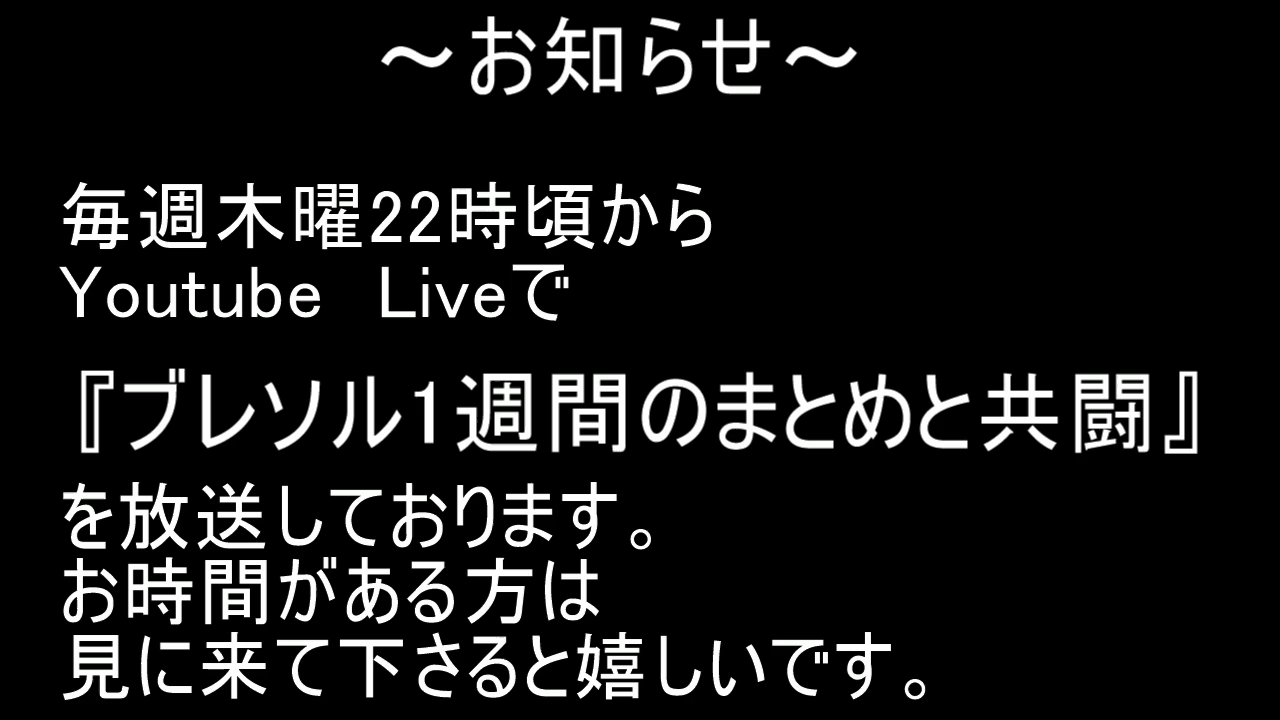 ～お知らせ～
毎週木曜22時頃から
Youtube　Liveで
『ブレソル1週間のまとめと共闘』
を放送しております。
お時間がある方は
見に来て下さると嬉しいです。